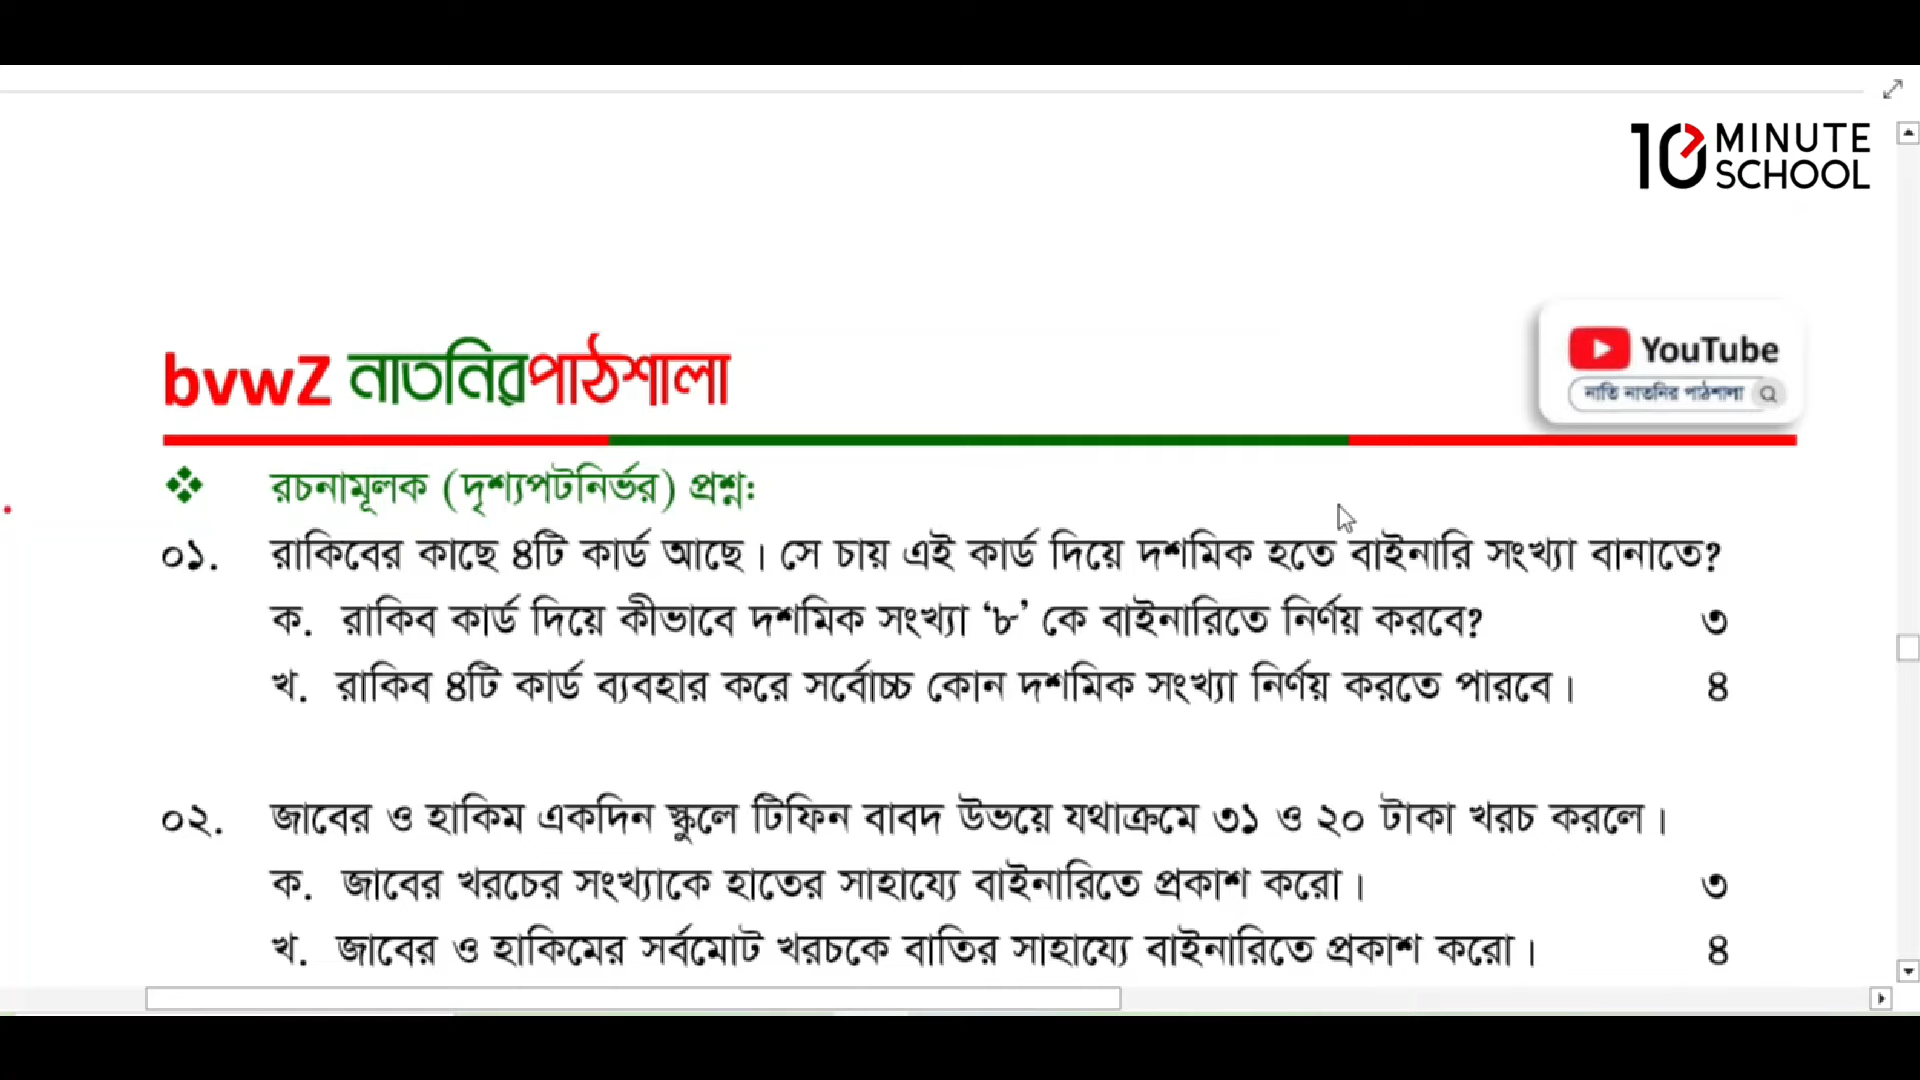 10 MINUTE
SCHOOL
bvwZ নাতনিরপাঠশালা
YouTube
নাতি নাতনির পাঠশালা
রচনামূলক (দৃশ্যপটনির্ভর) প্রশ্ন:
০১. রাকিবের কাছে ৪টি কার্ড আছে। সে চায় এই কার্ড দিয়ে দশমিক হতে বাইনারি সংখ্যা বানাতে?
ক. রাকিব কার্ড দিয়ে কীভাবে দশমিক সংখ্যা ‘৮’ কে বাইনারিতে নির্ণয় করবে? ৩
খ. রাকিব ৪টি কার্ড ব্যবহার করে সর্বোচ্চ কোন দশমিক সংখ্যা নির্ণয় করতে পারবে। ৪
০২. জাবের ও হাকিম একদিন স্কুলে টিফিন বাবদ উভয়ে যথাক্রমে ৩১ ও ২০ টাকা খরচ করলে।
ক. জাবের খরচের সংখ্যাকে হাতের সাহায্যে বাইনারিতে প্রকাশ করো। ৩
খ. জাবের ও হাকিমের সর্বমোট খরচকে বাতির সাহায্যে বাইনারিতে প্রকাশ করো। ৪